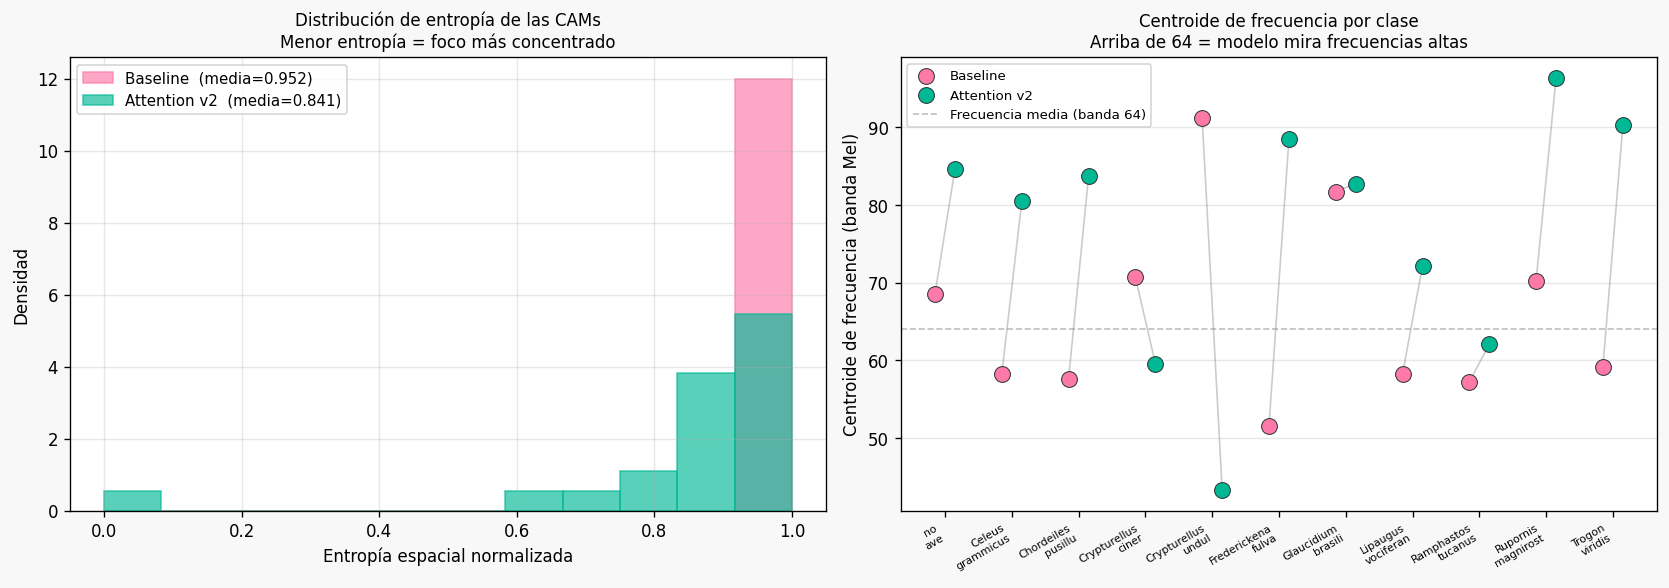 Distribución de entropía de las CAMs
Menor entropía = foco más concentrado
Baseline  (media=0.952)
Attention v2  (media=0.841)
Densidad
12
10
8
6
4
2
0
0.0
0.2
0.4
0.6
0.8
1.0
Entropía espacial normalizada
Centroide de frecuencia por clase
Arriba de 64 = modelo mira frecuencias altas
Baseline
Attention v2
Frecuencia media (banda 64)
Centroide de frecuencia (banda Mel)
90
80
70
60
50
no
ave
Celeus
grammicus
Chordeiles
pusillu
Crypturellus
ciner
Crypturellus
undul
Frederickena
fulva
Glaucidium
brasili
Lipaugus
vociferan
Ramphastos
tucanus
Rupornis
magnirost
Trogon
viridis